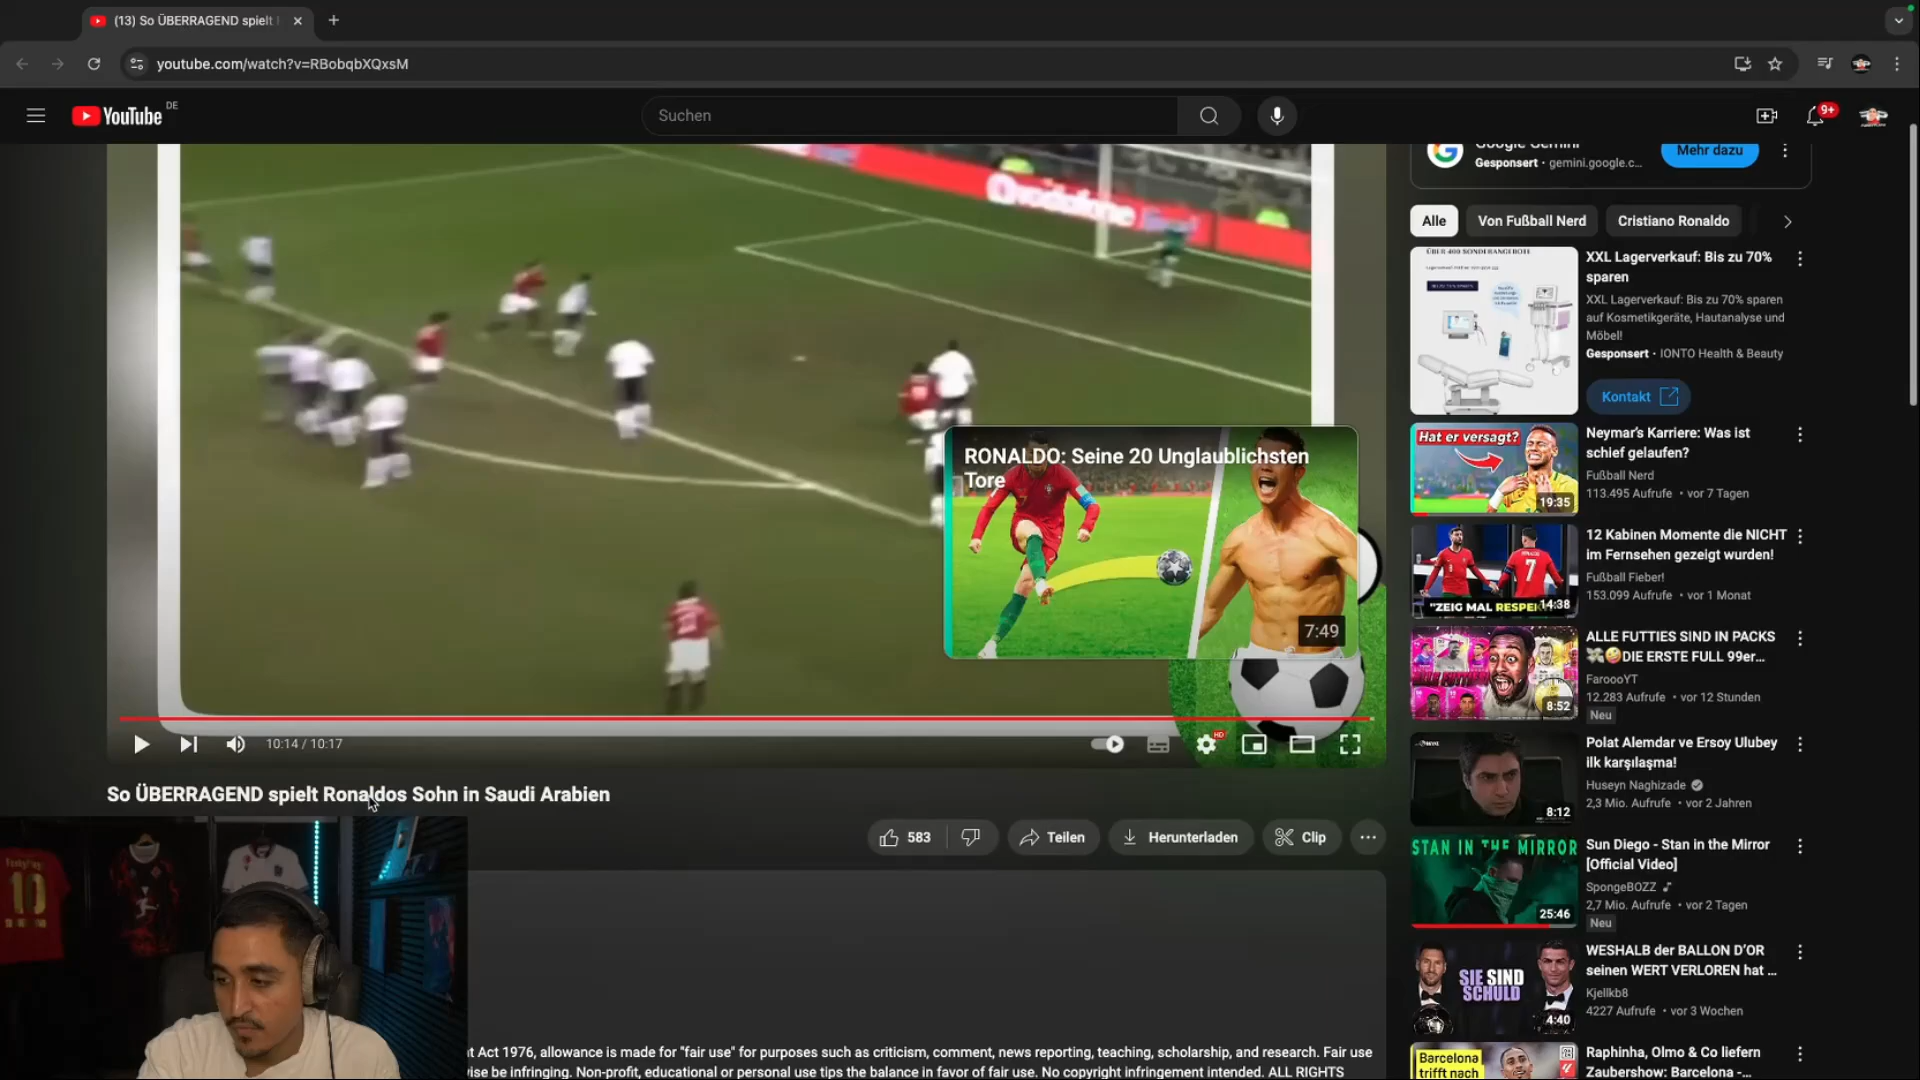 (13) So ÜBERRAGEND spielt
youtube.com/watch?v=RBobqbXQxsM
YouTube DE
Suchen
9+
vodafone
RONALDO: Seine 20 Unglaublichsten
Tore
7:49
10:14 / 10:17
HD
So ÜBERRAGEND spielt Ronaldos Sohn in Saudi Arabien
583
Teilen
Herunterladen
Clip
t Act 1976, allowance is made for "fair use" for purposes such as criticism, comment, news reporting, teaching, scholarship, and research. Fair use
wise be infringing. Non-profit, educational or personal use tips the balance in favor of fair use. No copyright infringement intended. ALL RIGHTS
10
Google Gemini
Gesponsert · gemini.google.c...
Mehr dazu
Alle
Von Fußball Nerd
Cristiano Ronaldo
ÜBER 400 SONDERANGEBOTE
XXL Lagerverkauf: Bis zu 70%
sparen
XXL Lagerverkauf: Bis zu 70% sparen
auf Kosmetikgeräte, Hautanalyse und
Möbel!
Gesponsert · IONTO Health & Beauty
Kontakt
Hat er versagt?
19:35
Neymar's Karriere: Was ist
schief gelaufen?
Fußball Nerd
113.495 Aufrufe · vor 7 Tagen
7
"ZEIG MAL RESPE
14:38
12 Kabinen Momente die NICHT
im Fernsehen gezeigt wurden!
Fußball Fieber!
153.099 Aufrufe · vor 1 Monat
8:52
ALLE FUTTIES SIND IN PACKS
💸🤪DIE ERSTE FULL 99er...
FaroooYT
12.283 Aufrufe · vor 12 Stunden
Neu
8:12
Polat Alemdar ve Ersoy Ulubey
ilk karşılaşma!
Huseyn Naghizade
2,3 Mio. Aufrufe · vor 2 Jahren
STAN IN THE MIRROR
25:46
Sun Diego - Stan in the Mirror
[Official Video]
SpongeBOZZ
2,7 Mio. Aufrufe · vor 2 Tagen
Neu
SIE SIND
SCHULD
4:40
WESHALB der BALLON D'OR
seinen WERT VERLOREN hat ...
Kjellkb8
4227 Aufrufe · vor 3 Wochen
Barcelona
trifft nach
Raphinha, Olmo & Co liefern
Zaubershow: Barcelona -...